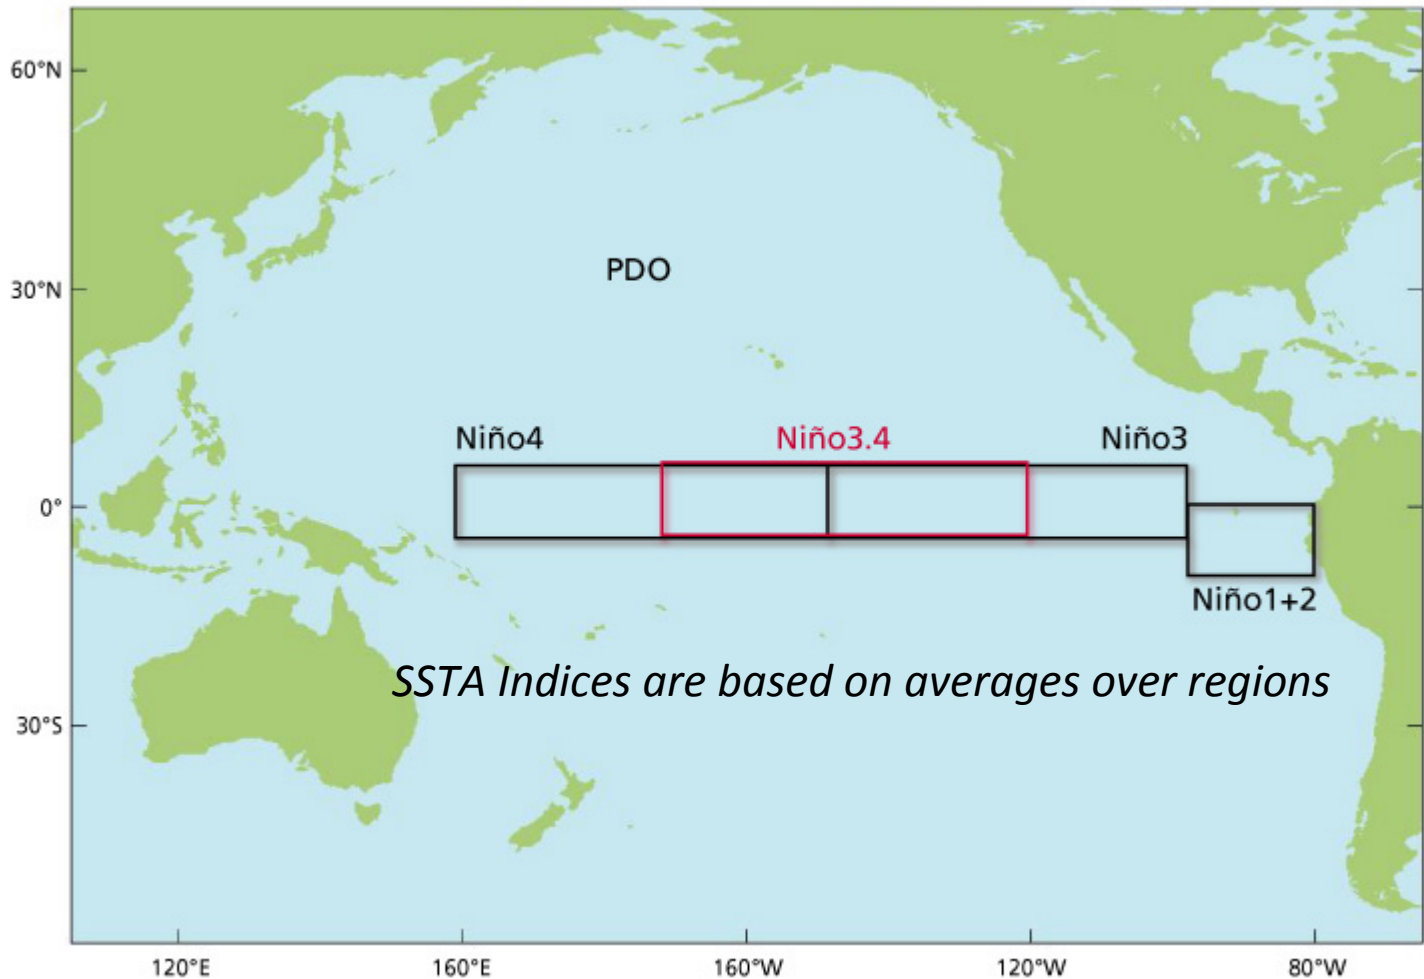 60°N
PDO
30°N
Niño4 Niño3.4 Niño3
0°
Niño1+2
SSTA Indices are based on averages over regions
30°S
120°E 160°E 160°W 120°W 80°W